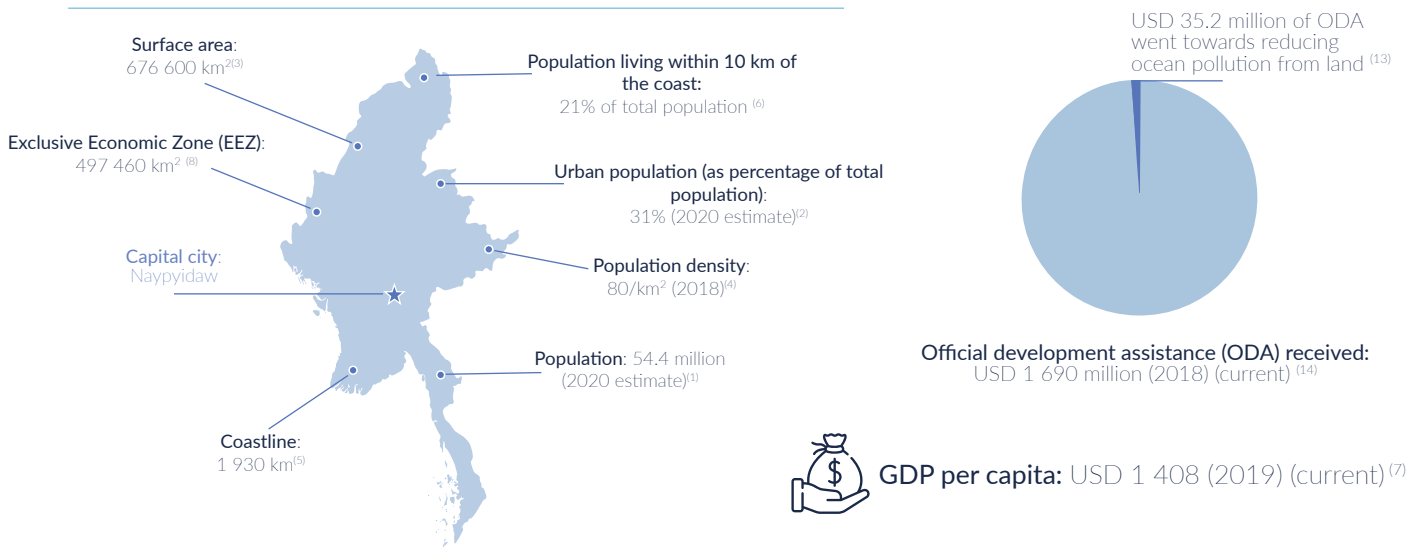 Surface area:
676 600 km²⁽³⁾
Exclusive Economic Zone (EEZ):
497 460 km² ⁽⁸⁾
Capital city:
Naypyidaw
Coastline:
1 930 km⁽⁵⁾
Population living within 10 km of
the coast:
21% of total population ⁽⁶⁾
Urban population (as percentage of total
population):
31% (2020 estimate)⁽²⁾
Population density:
80/km² (2018)⁽⁴⁾
Population: 54.4 million
(2020 estimate)⁽¹⁾
USD 35.2 million of ODA
went towards reducing
ocean pollution from land ⁽¹³⁾
Official development assistance (ODA) received:
USD 1 690 million (2018) (current) ⁽¹⁴⁾
$
GDP per capita: USD 1 408 (2019) (current) ⁽⁷⁾